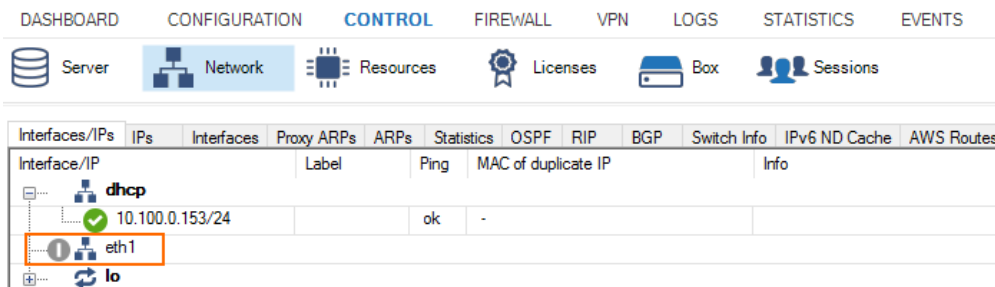 DASHBOARD CONFIGURATION CONTROL FIREWALL VPN LOGS STATISTICS EVENTS
Server Network Resources Licenses Box Sessions
Interfaces/IPs IPs Interfaces Proxy ARPs ARPs Statistics OSPF RIP BGP Switch Info IPv6 ND Cache AWS Routes
Interface/IP Label Ping MAC of duplicate IP Info
dhcp
10.100.0.153/24 ok -
eth1
lo